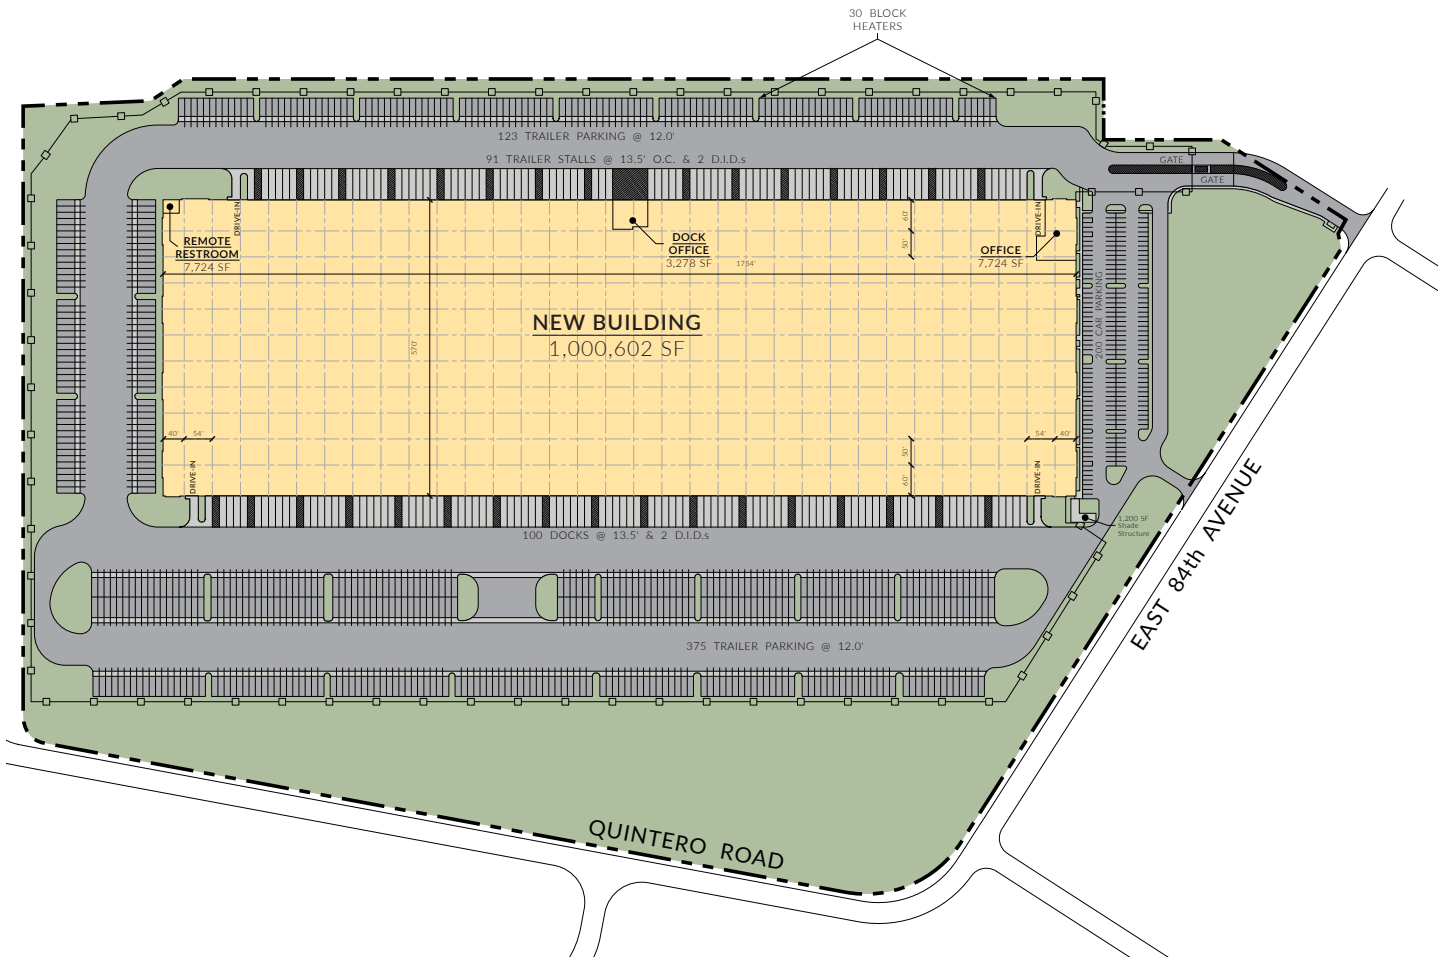 30 BLOCK
HEATERS
123 TRAILER PARKING @ 12.0'
91 TRAILER STALLS @ 13.5' O.C. & 2 D.I.D.s
GATE
GATE
DRIVE-IN
DRIVE-IN
REMOTE
RESTROOM
7,724 SF
DOCK
OFFICE
3,278 SF
1754'
60'
50'
OFFICE
7,724 SF
200 CAR PARKING
NEW BUILDING
1,000,602 SF
570'
40'
54'
50'
60'
54'
40'
DRIVE-IN
DRIVE-IN
1,200 SF
Shade
Structure
100 DOCKS @ 13.5' & 2 D.I.D.s
375 TRAILER PARKING @ 12.0'
EAST 84th AVENUE
QUINTERO ROAD